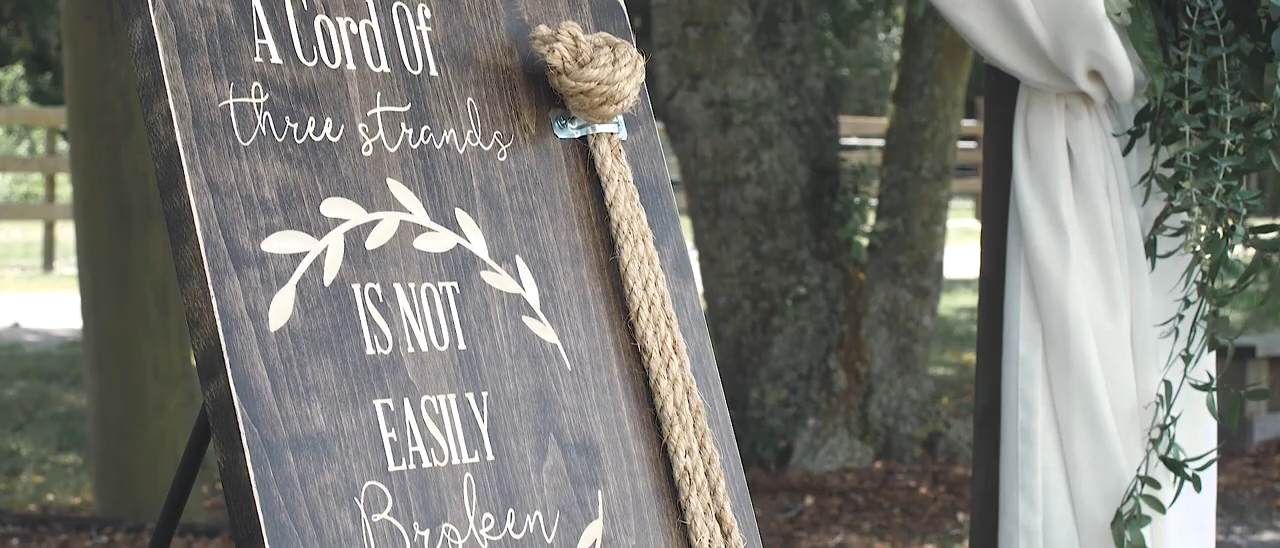 A Cord Of
three strands
IS NOT
EASILY
Broken